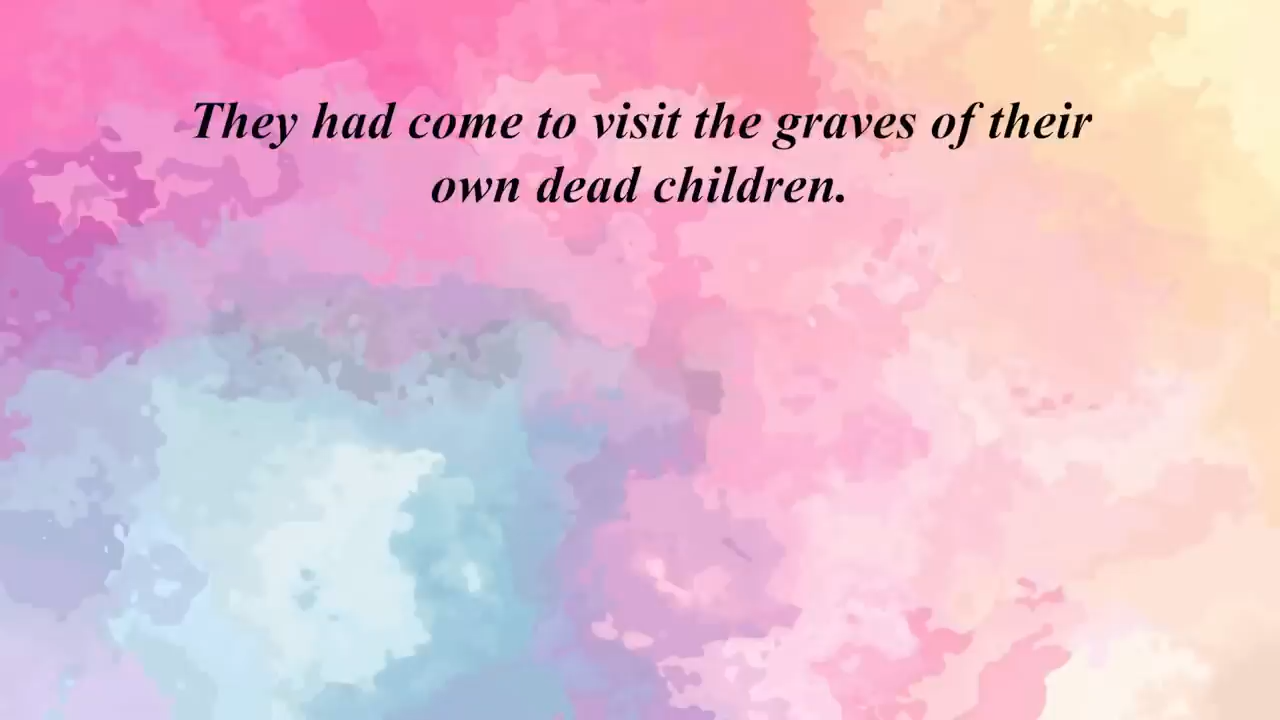 They had come to visit the graves of their
own dead children.